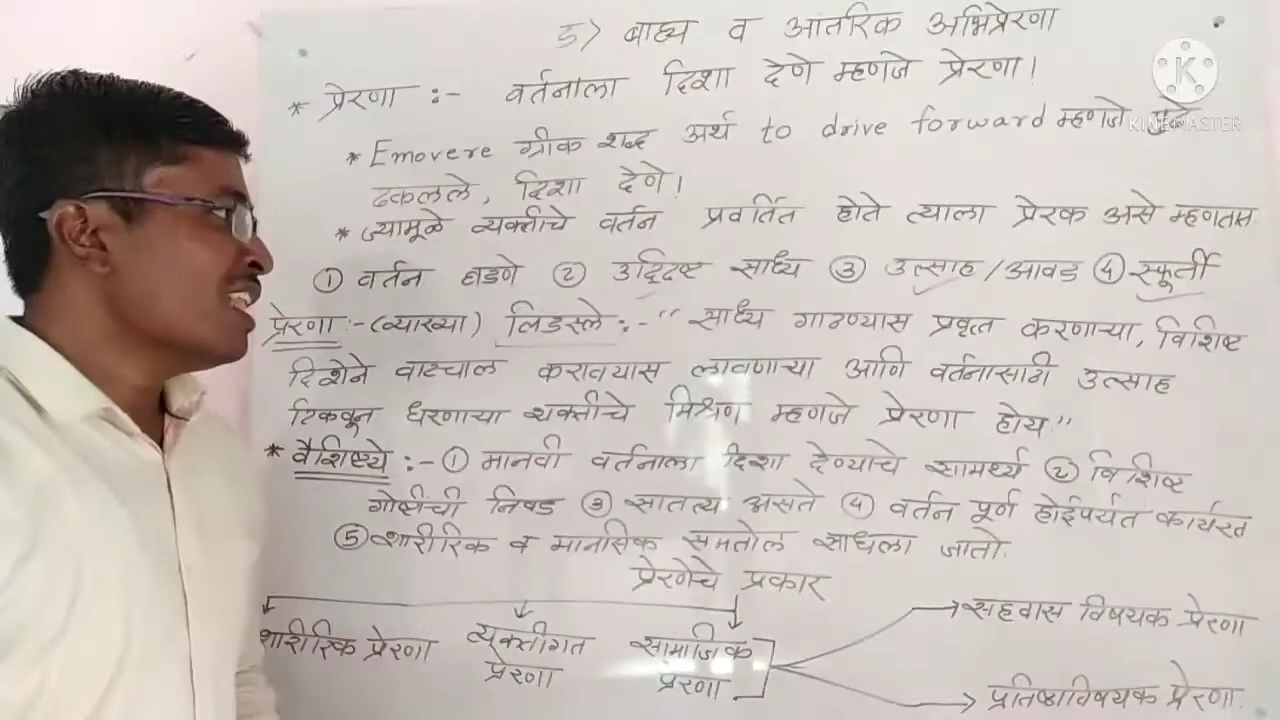 ड) बाह्य व आंतरिक अभिप्रेरणा
* प्रेरणा :- वर्तनाला दिशा देणे म्हणजे प्रेरणा।
* Emovere ग्रीक शब्द अर्थ to drive forward म्हणजे पुढे
ढकलले, दिशा देणे।
* ज्यामूळे व्यक्तीचे वर्तन प्रवर्तित होते त्याला प्रेरक असे म्हणतात
① वर्तन घडणे ② उद्दिष्ट साध्य ③ उत्साह/आवड ④ स्फूर्ती
प्रेरणा :- (व्याख्या) लिडस्ले :- "साध्य गाठण्यास प्रवृत्त करणाऱ्या, विशिष्ट
दिशेने वाटचाल करावयास लावणाऱ्या आणि वर्तनासाठी उत्साह
टिकवून धरणाऱ्या शक्तीचे मिश्रण म्हणजे प्रेरणा होय"
* वैशिष्ट्ये :- ① मानवी वर्तनाला दिशा देण्याचे सामर्थ्य ② विशिष्ट
गोष्टींची निवड ③ सातत्य असते ④ वर्तन पूर्ण होईपर्यंत कार्यरत
⑤ शारीरिक व मानसिक समतोल साधला जातो.
प्रेरणेचे प्रकार
शारीरिक प्रेरणा व्यक्तीगत प्रेरणा सामाजिक प्रेरणा
सहवास विषयक प्रेरणा
प्रतिष्ठाविषयक प्रेरणा.
K
KINEMASTER